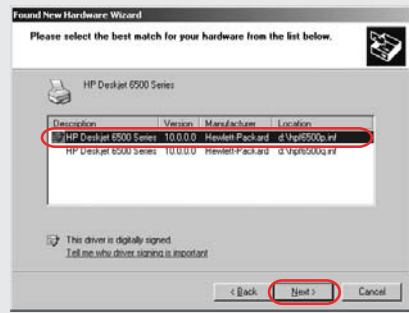 Found New Hardware Wizard
Please select the best match for your hardware from the list below.
HP Deskjet 6500 Series
Description Version Manufacturer Location
HP Deskjet 6500 Series 10.0.0.0 Hewlett-Packard d:\hpf6500p.inf
HP Deskjet 6500 Series 10.0.0.0 Hewlett-Packard d:\hpf6500q.inf
This driver is digitally signed.
Tell me why driver signing is important
< Back Next > Cancel